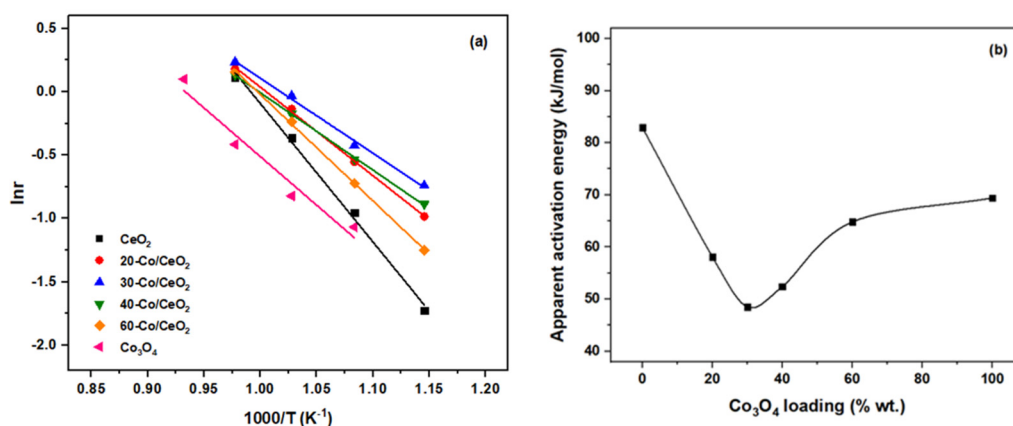 (a)
lnr
0.5
0.0
-0.5
-1.0
-1.5
-2.0
CeO₂
20-Co/CeO₂
30-Co/CeO₂
40-Co/CeO₂
60-Co/CeO₂
Co₃O₄
0.85 0.90 0.95 1.00 1.05 1.10 1.15 1.20
1000/T (K⁻¹)
(b)
Apparent activation energy (kJ/mol)
100
90
80
70
60
50
40
0 20 40 60 80 100
Co₃O₄ loading (% wt.)